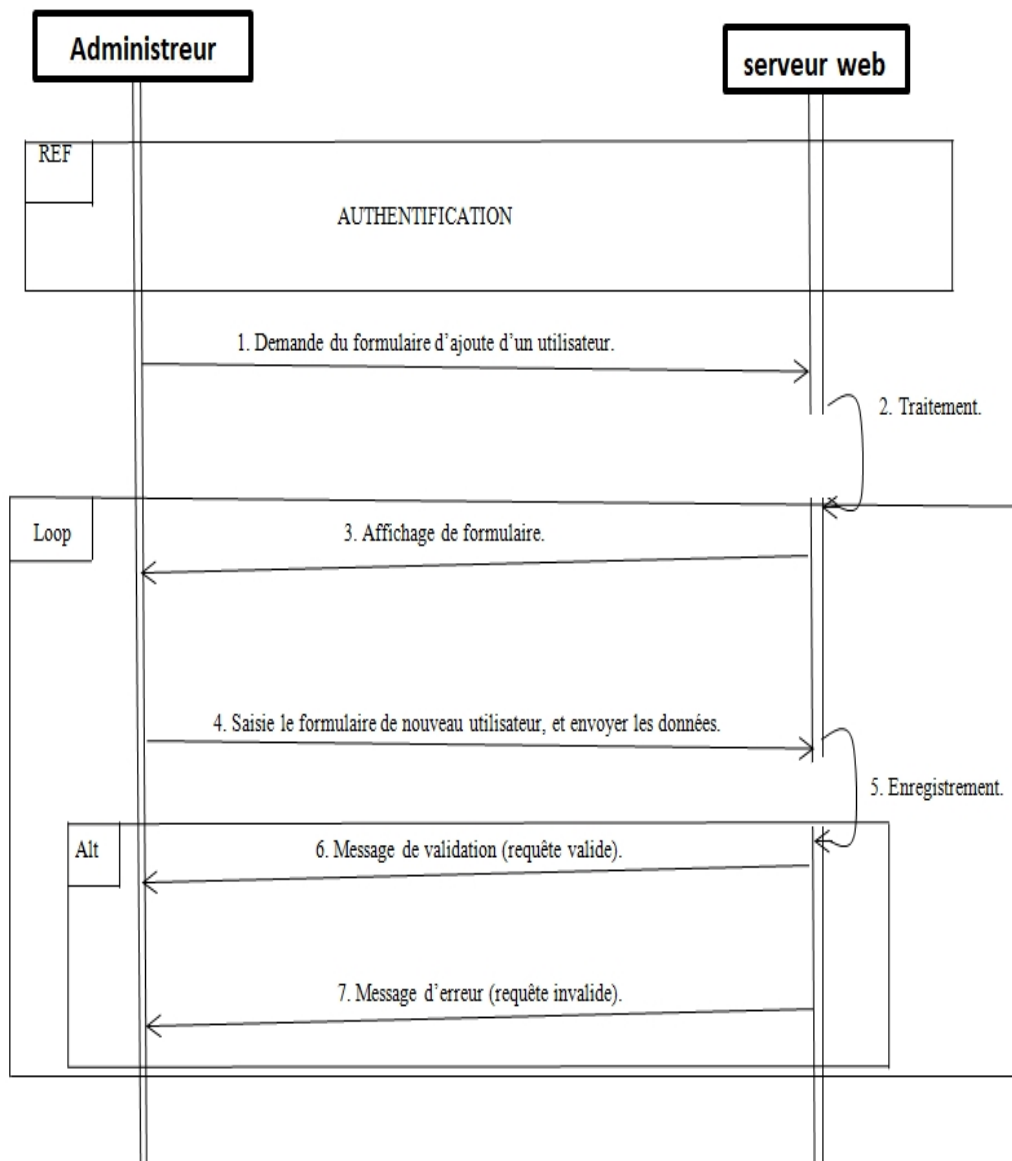 Administreur
serveur web
REF
AUTHENTIFICATION
1. Demande du formulaire d’ajoute d’un utilisateur.
2. Traitement.
Loop
3. Affichage de formulaire.
4. Saisie le formulaire de nouveau utilisateur, et envoyer les données.
5. Enregistrement.
Alt
6. Message de validation (requête valide).
7. Message d’erreur (requête invalide).